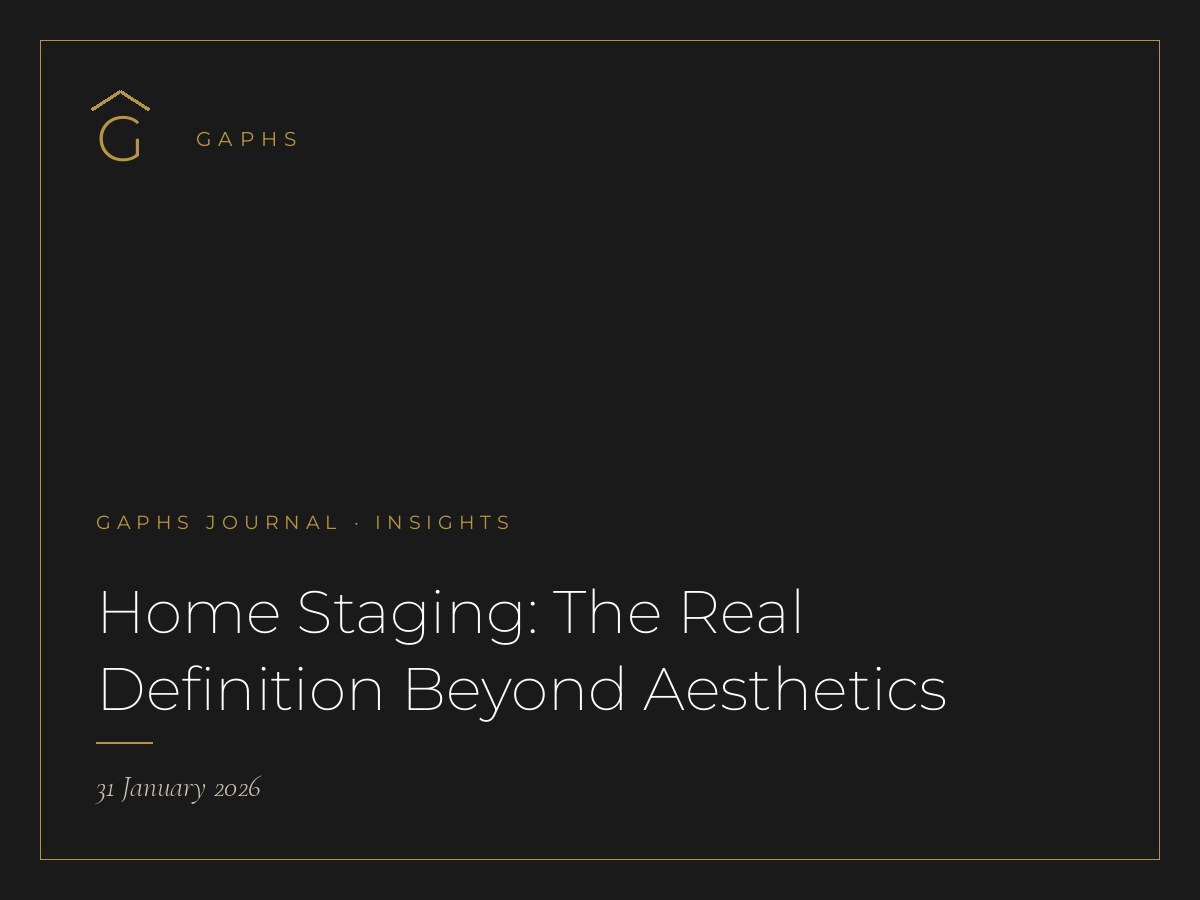 G
GAPHS
GAPHS JOURNAL · INSIGHTS
Home Staging: The Real
Definition Beyond Aesthetics
31 January 2026